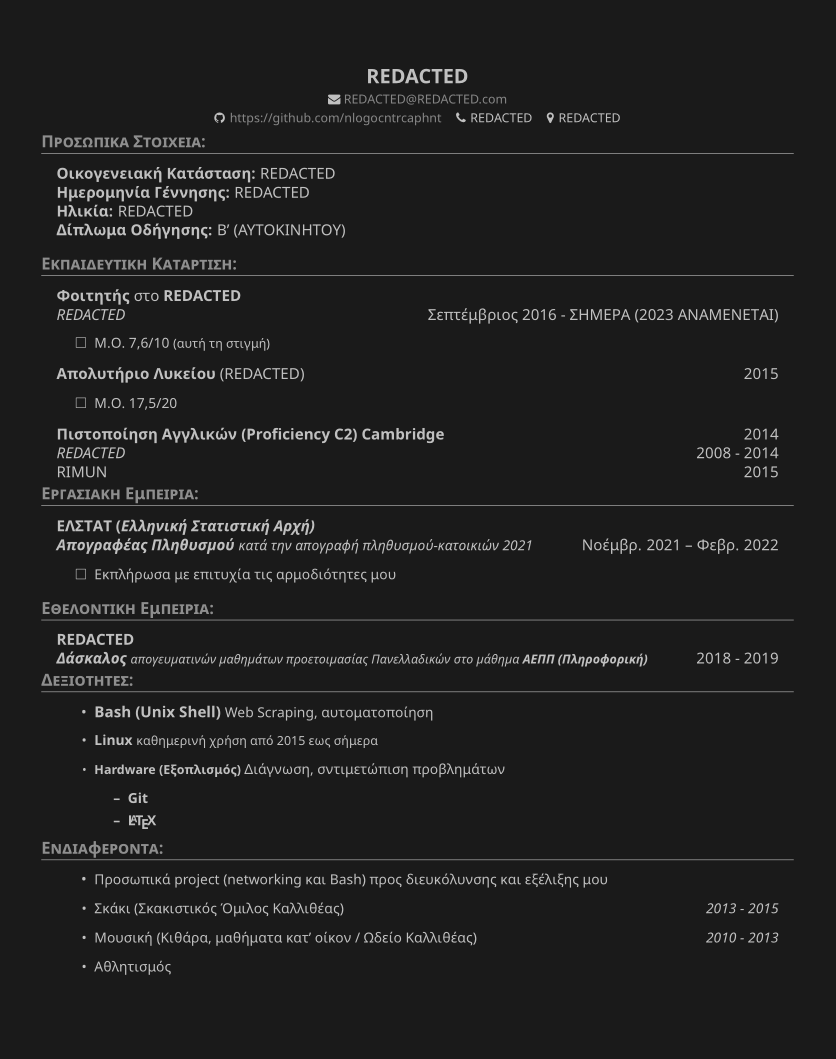 REDACTED
REDACTED@REDACTED.com
https://github.com/nlogocntrcaphnt REDACTED REDACTED
Προσωπικα Στοιχεια:
Οικογενειακή Κατάσταση: REDACTED
Ημερομηνία Γέννησης: REDACTED
Ηλικία: REDACTED
Δίπλωμα Οδήγησης: Β’ (ΑΥΤΟΚΙΝΗΤΟΥ)
Εκπαιδευτικη Καταρτιση:
Φοιτητής στο REDACTED
REDACTED Σεπτέμβριος 2016 - ΣΗΜΕΡΑ (2023 ΑΝΑΜΕΝΕΤΑΙ)
☐ Μ.Ο. 7,6/10 (αυτή τη στιγμή)
Απολυτήριο Λυκείου (REDACTED) 2015
☐ Μ.Ο. 17,5/20
Πιστοποίηση Αγγλικών (Proficiency C2) Cambridge 2014
REDACTED 2008 - 2014
RIMUN 2015
Εργασιακη Εμπειρια:
ΕΛΣΤΑΤ (Ελληνική Στατιστική Αρχή)
Απογραφέας Πληθυσμού κατά την απογραφή πληθυσμού-κατοικιών 2021 Νοέμβρ. 2021 – Φεβρ. 2022
☐ Εκπλήρωσα με επιτυχία τις αρμοδιότητες μου
Εθελοντικη Εμπειρια:
REDACTED
Δάσκαλος απογευματινών μαθημάτων προετοιμασίας Πανελλαδικών στο μάθημα ΑΕΠΠ (Πληροφορική) 2018 - 2019
Δεξιοτητες:
• Bash (Unix Shell) Web Scraping, αυτοματοποίηση
• Linux καθημερινή χρήση από 2015 εως σήμερα
• Hardware (Εξοπλισμός) Διάγνωση, σντιμετώπιση προβλημάτων
– Git
– LATEX
Ενδιαφεροντα:
• Προσωπικά project (networking και Bash) προς διευκόλυνσης και εξέλιξης μου
• Σκάκι (Σκακιστικός Όμιλος Καλλιθέας) 2013 - 2015
• Μουσική (Κιθάρα, μαθήματα κατ’ οίκον / Ωδείο Καλλιθέας) 2010 - 2013
• Αθλητισμός